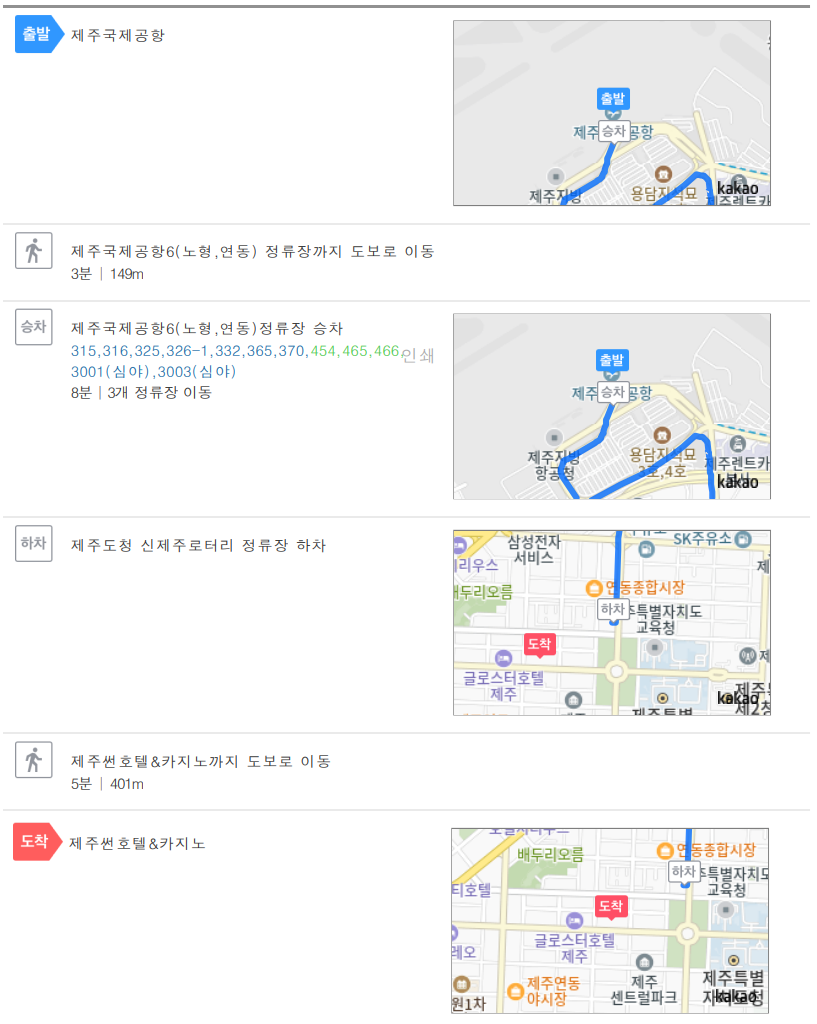 출발
제주국제공항
출발
제주 공항
승차
제주지방
용담지석묘
제주렌트카
kakao
제주국제공항6(노형,연동) 정류장까지 도보로 이동
3분 | 149m
승차
제주국제공항6(노형,연동)정류장 승차
315,316,325,326-1,332,365,370,454,465,466,
인쇄
3001(심야),3003(심야)
8분 | 3개 정류장 이동
출발
제주 공항
승차
제주지방
항공청
용담지석묘
3호,4호
제주렌트카
kakao
하차
제주도청 신제주로터리 정류장 하차
삼성전자
서비스
SK주유소
리우스
배두리오름
연동종합시장
하차
주특별자치도
교육청
도착
글로스터호텔
제주
제주특별
kakao
제2청
제주썬호텔&카지노까지 도보로 이동
5분 | 401m
도착
제주썬호텔&카지노
배두리오름
연동종합시장
하차
주특별자치도
교육청
티호텔
도착
글로스터호텔
제주
레오
제주연동
야시장
원1차
제주
센트럴파크
제주특별
자치도청
kakao